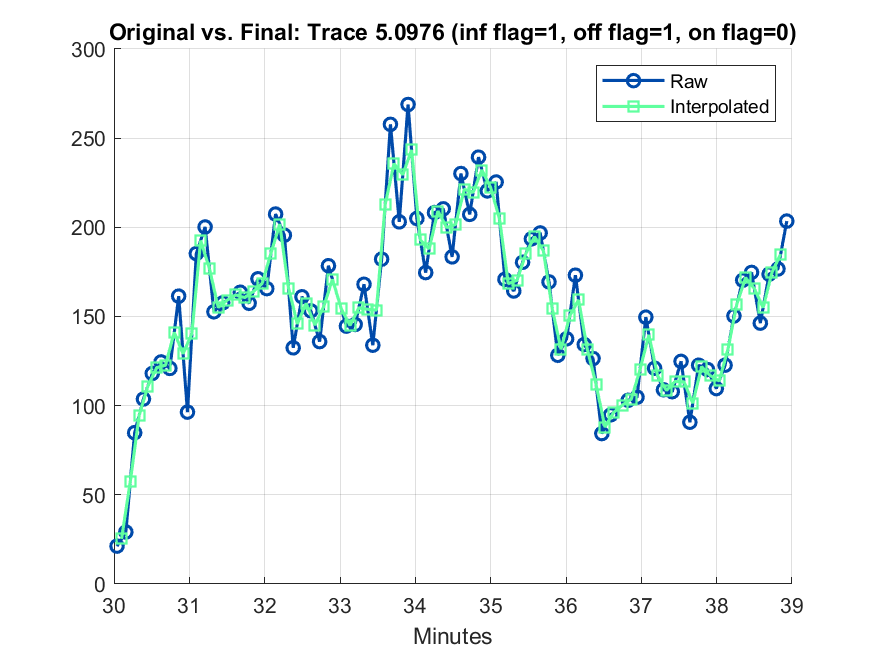 Original vs. Final: Trace 5.0976 (inf flag=1, off flag=1, on flag=0)
300
250
200
150
100
50
0
Raw
Interpolated
30 31 32 33 34 35 36 37 38 39
Minutes